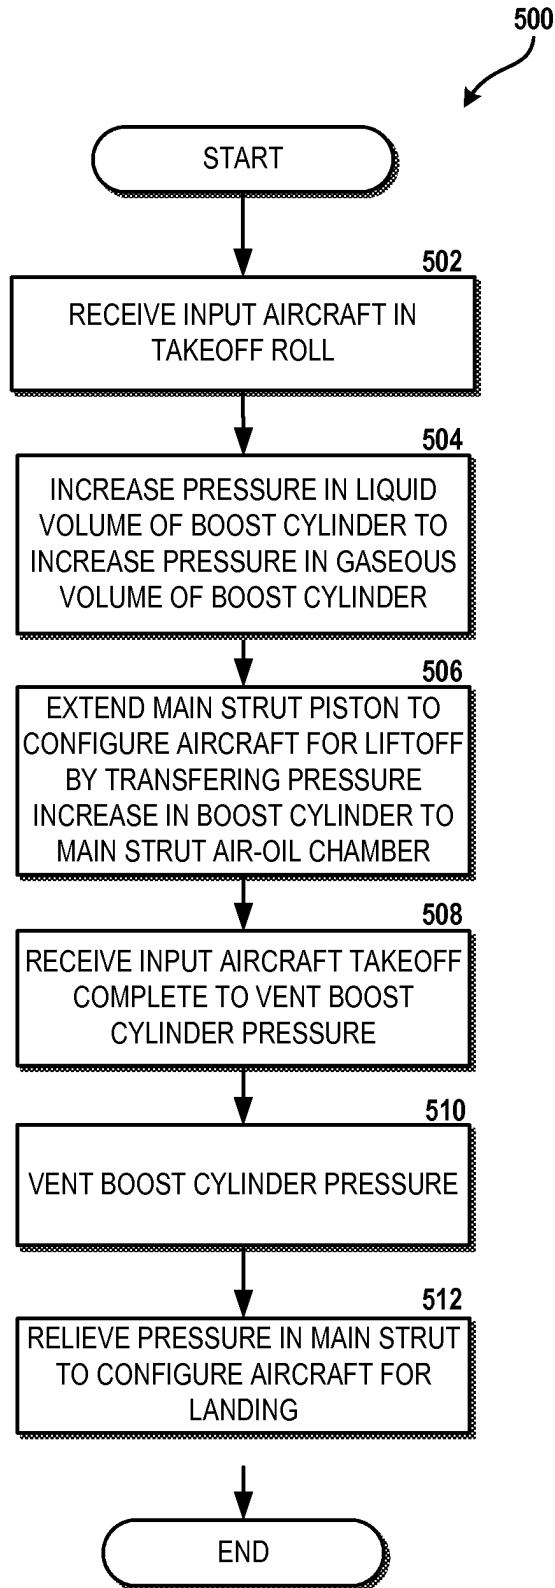 500
START
502
RECEIVE INPUT AIRCRAFT IN
TAKEOFF ROLL
504
INCREASE PRESSURE IN LIQUID
VOLUME OF BOOST CYLINDER TO
INCREASE PRESSURE IN GASEOUS
VOLUME OF BOOST CYLINDER
506
EXTEND MAIN STRUT PISTON TO
CONFIGURE AIRCRAFT FOR LIFTOFF
BY TRANSFERING PRESSURE
INCREASE IN BOOST CYLINDER TO
MAIN STRUT AIR-OIL CHAMBER
508
RECEIVE INPUT AIRCRAFT TAKEOFF
COMPLETE TO VENT BOOST
CYLINDER PRESSURE
510
VENT BOOST CYLINDER PRESSURE
512
RELIEVE PRESSURE IN MAIN STRUT
TO CONFIGURE AIRCRAFT FOR
LANDING
END